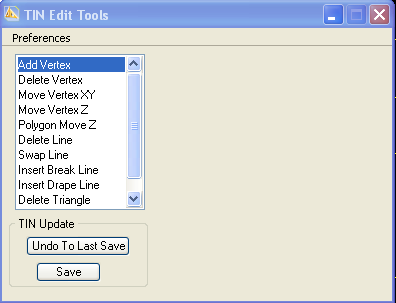 TIN Edit Tools
Preferences
Add Vertex
Delete Vertex
Move Vertex XY
Move Vertex Z
Polygon Move Z
Delete Line
Swap Line
Insert Break Line
Insert Drape Line
Delete Triangle
TIN Update
Undo To Last Save
Save